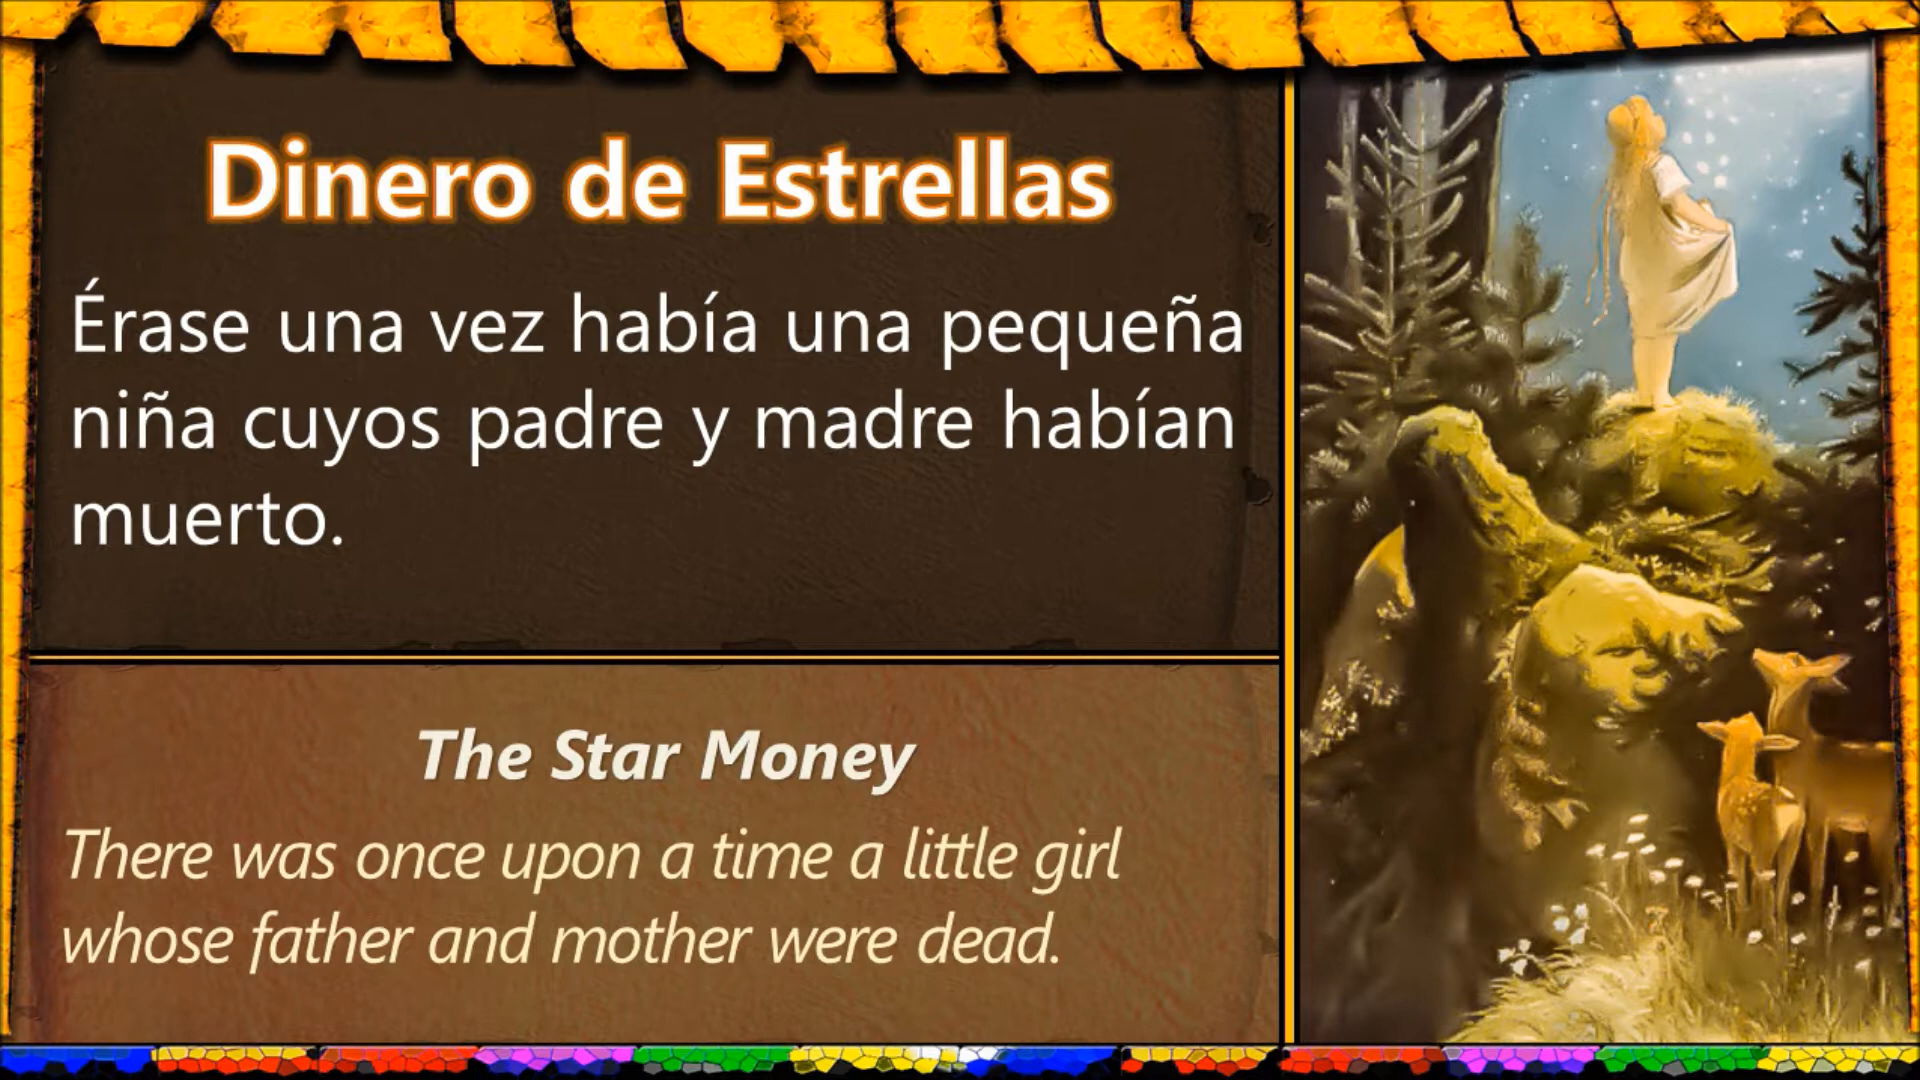 Dinero de Estrellas
Érase una vez había una pequeña
niña cuyos padre y madre habían
muerto.
The Star Money
There was once upon a time a little girl
whose father and mother were dead.